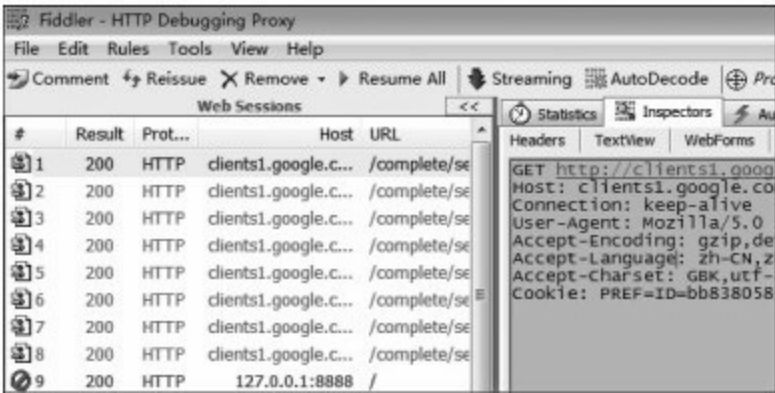 Fiddler - HTTP Debugging Proxy
File Edit Rules Tools View Help
Comment Reissue Remove Resume All Streaming AutoDecode Pro
Web Sessions << Statistics Inspectors Au
# Result Prot... Host URL Headers TextView WebForms
1 200 HTTP clients1.google.c... /complete/se GET http://clients1.goog
2 200 HTTP clients1.google.c... /complete/se Host: clients1.google.co
3 200 HTTP clients1.google.c... /complete/se Connection: keep-alive
4 200 HTTP clients1.google.c... /complete/se User-Agent: Mozilla/5.0
5 200 HTTP clients1.google.c... /complete/se Accept-Encoding: gzip,de
6 200 HTTP clients1.google.c... /complete/se Accept-Language: zh-CN,z
7 200 HTTP clients1.google.c... /complete/se Accept-Charset: GBK,utf-
8 200 HTTP clients1.google.c... /complete/se Cookie: PREF=ID=bb838058
9 200 HTTP 127.0.0.1:8888 /